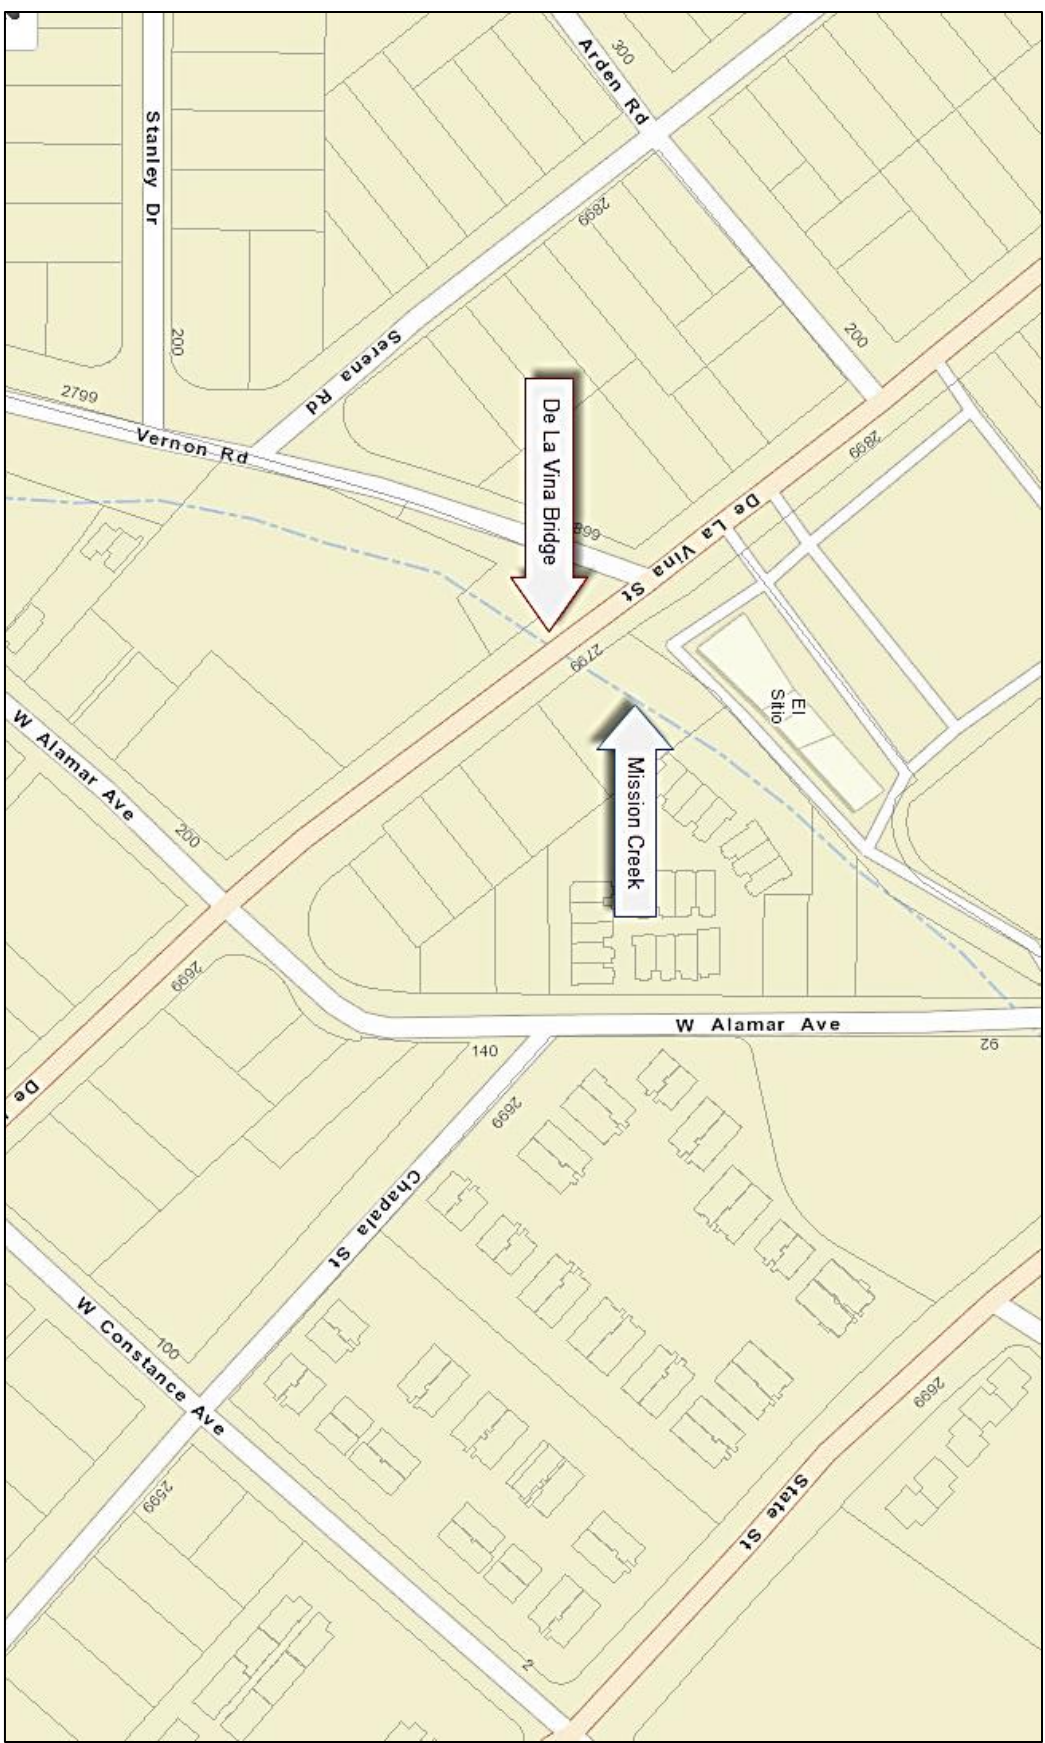 300
Arden Rd
Stanley Dr
2899
200
200
Serena Rd
2799
Vernon Rd
De La Vina Bridge
899
De La Vina St
2899
2799
El
Sitio
Mission Creek
W Alamar Ave
200
2699
W Alamar Ave
140
92
De
2699
Chapala St
W Constance Ave
100
2699
State St
2599
2